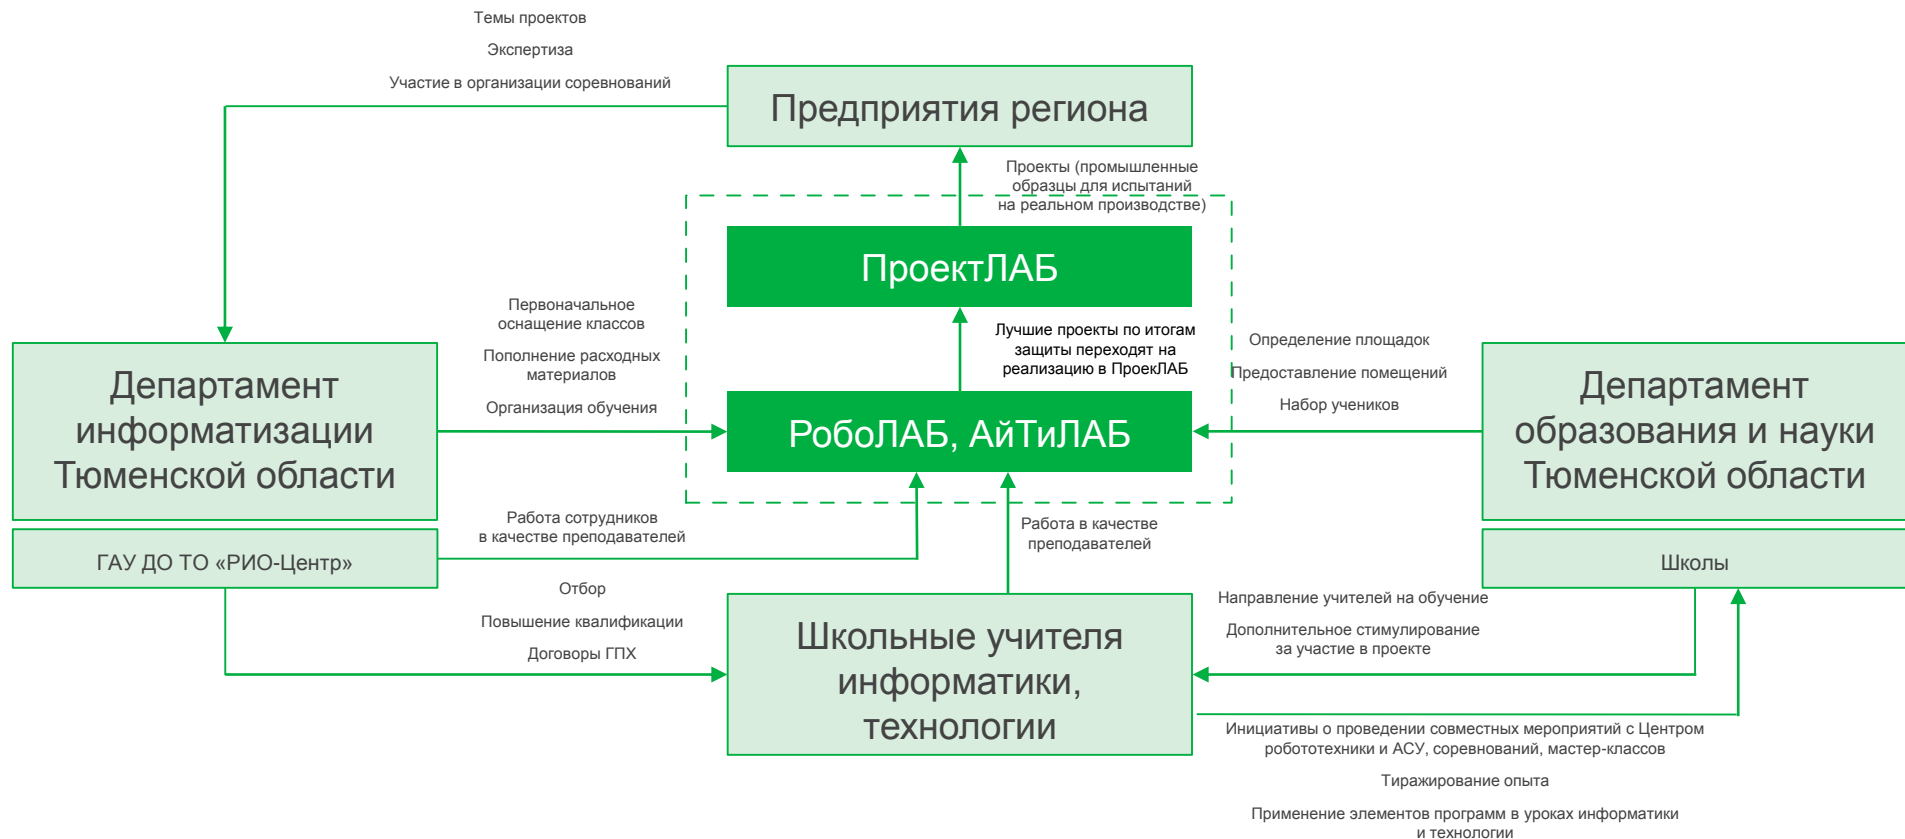 Темы проектов
Экспертиза
Участие в организации соревнований
Предприятия региона
Проекты (промышленные
образцы для испытаний
на реальном производстве)
ПроектЛАБ
Первоначальное
оснащение классов
Пополнение расходных
материалов
Организация обучения
Лучшие проекты по итогам
защиты переходят на
реализацию в ПроекЛАБ
Определение площадок
Предоставление помещений
Набор учеников
Департамент
информатизации
Тюменской области
РобоЛАБ, АйТиЛАБ
Департамент
образования и науки
Тюменской области
Работа сотрудников
в качестве преподавателей
Работа в качестве
преподавателей
ГАУ ДО ТО «РИО-Центр»
Школы
Отбор
Повышение квалификации
Договоры ГПХ
Школьные учителя
информатики,
технологии
Направление учителей на обучение
Дополнительное стимулирование
за участие в проекте
Инициативы о проведении совместных мероприятий с Центром
робототехники и АСУ, соревнований, мастер-классов
Тиражирование опыта
Применение элементов программ в уроках информатики
и технологии